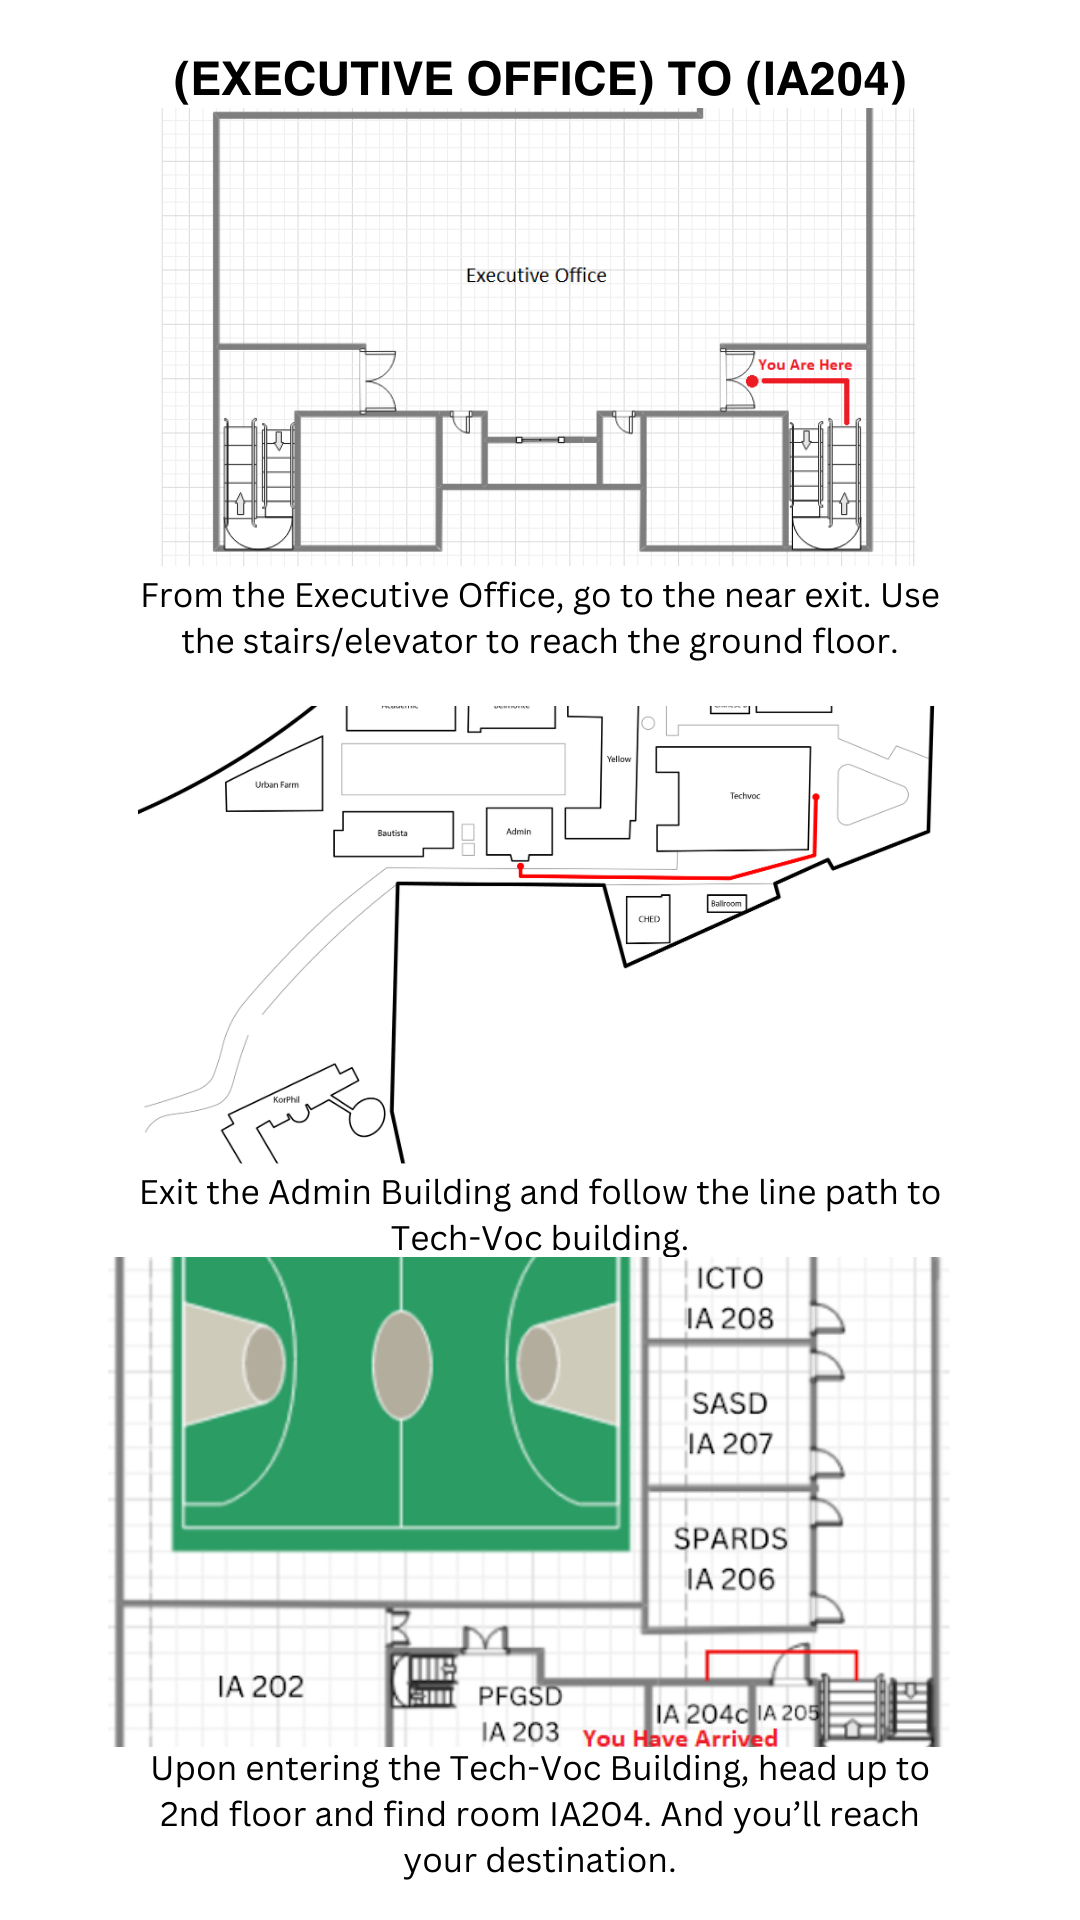 (EXECUTIVE OFFICE) TO (IA204)
Executive Office
You Are Here
From the Executive Office, go to the near exit. Use
the stairs/elevator to reach the ground floor.
Academic
Belmonte
Yellow
Urban Farm
Techvoc
Bautista
Admin
CHED
Ballroom
KorPhil
Exit the Admin Building and follow the line path to
Tech-Voc building.
ICTO
IA 208
SASD
IA 207
SPARDS
IA 206
IA 202
PFGSD
IA 203
IA 204c
IA 205
You Have Arrived
Upon entering the Tech-Voc Building, head up to
2nd floor and find room IA204. And you’ll reach
your destination.